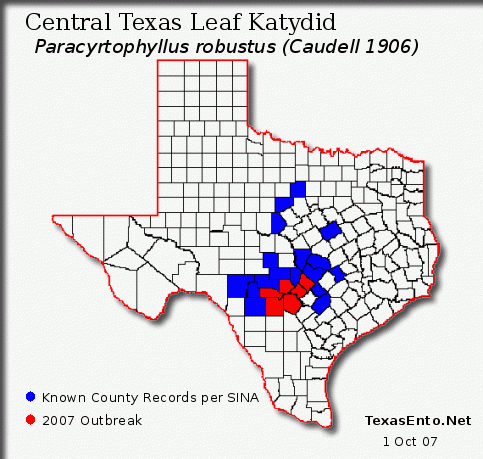 Central Texas Leaf Katydid
Paracyrtophyllus robustus (Caudell 1906)
Known County Records per SINA
2007 Outbreak
TexasEnto.Net
1 Oct 07